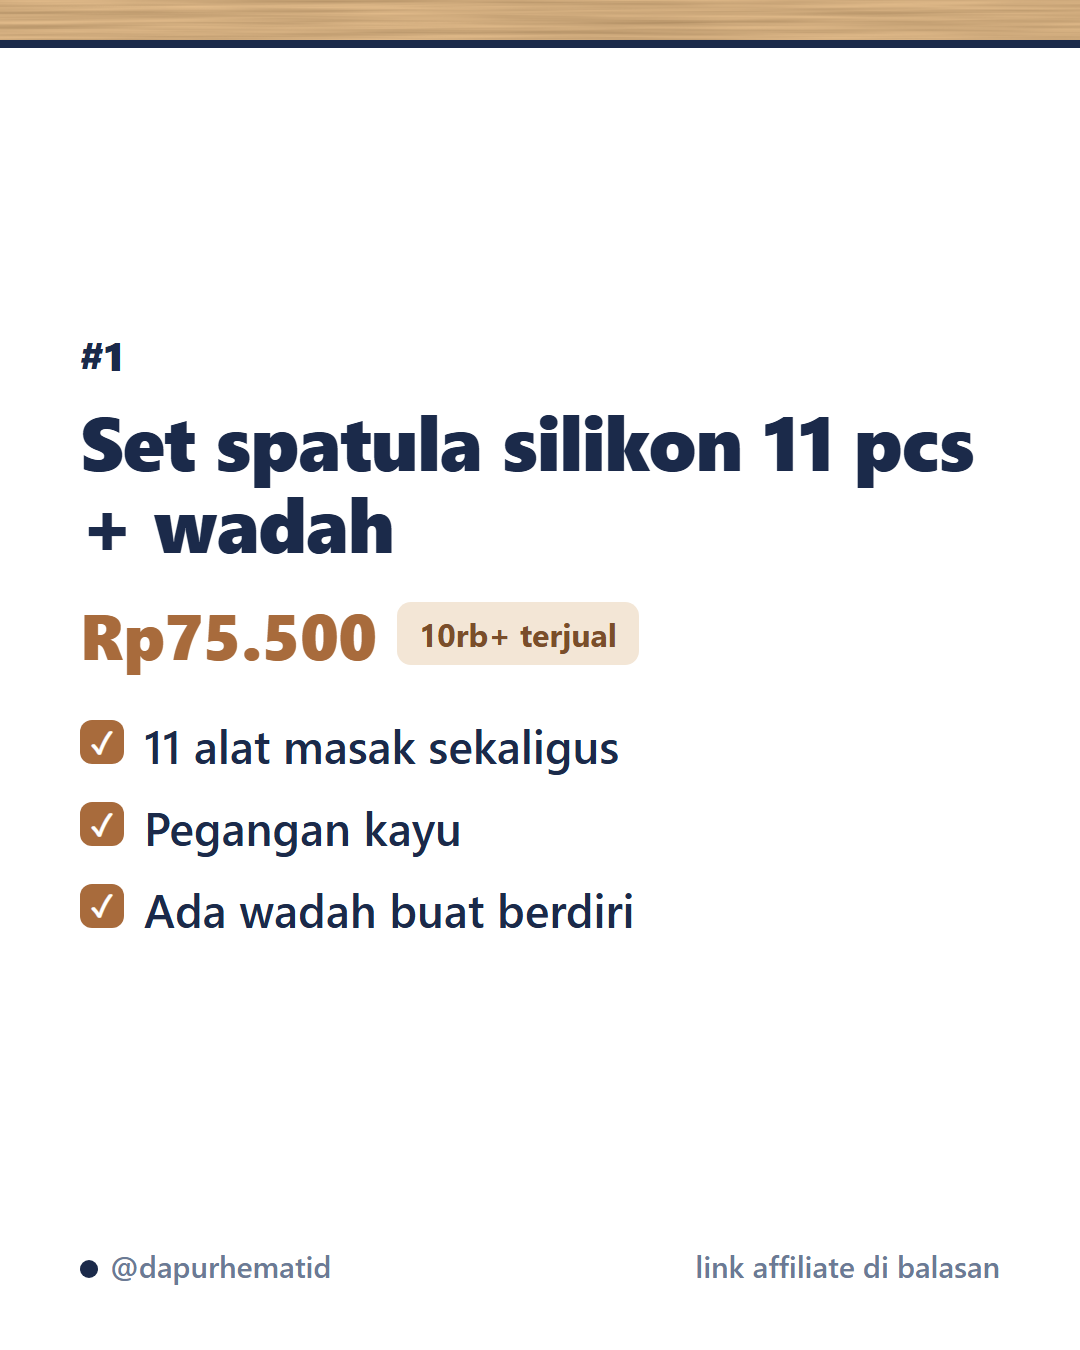 #1
Set spatula silikon 11 pcs
+ wadah
Rp75.500 10rb+ terjual
11 alat masak sekaligus
Pegangan kayu
Ada wadah buat berdiri
@dapurhematid link affiliate di balasan